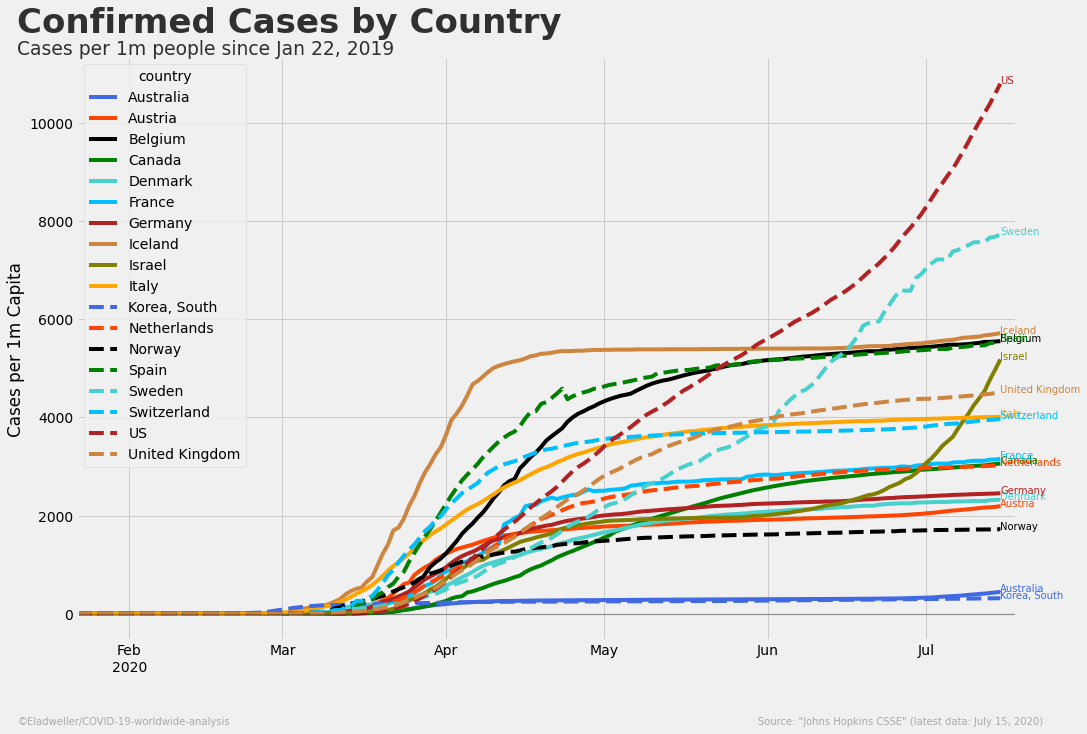 Confirmed Cases by Country
Cases per 1m people since Jan 22, 2019
country
Australia
Austria
Belgium
Canada
Denmark
France
Germany
Iceland
Israel
Italy
Korea, South
Netherlands
Norway
Spain
Sweden
Switzerland
US
United Kingdom
Cases per 1m Capita
10000
8000
6000
4000
2000
0
Feb
2020
Mar
Apr
May
Jun
Jul
US
Sweden
Iceland
Belgium
Israel
United Kingdom
Italy
Switzerland
France
Canada
Netherlands
Germany
Denmark
Austria
Norway
Australia
Korea, South
©Eladweller/COVID-19-worldwide-analysis
Source: "Johns Hopkins CSSE" (latest data: July 15, 2020)